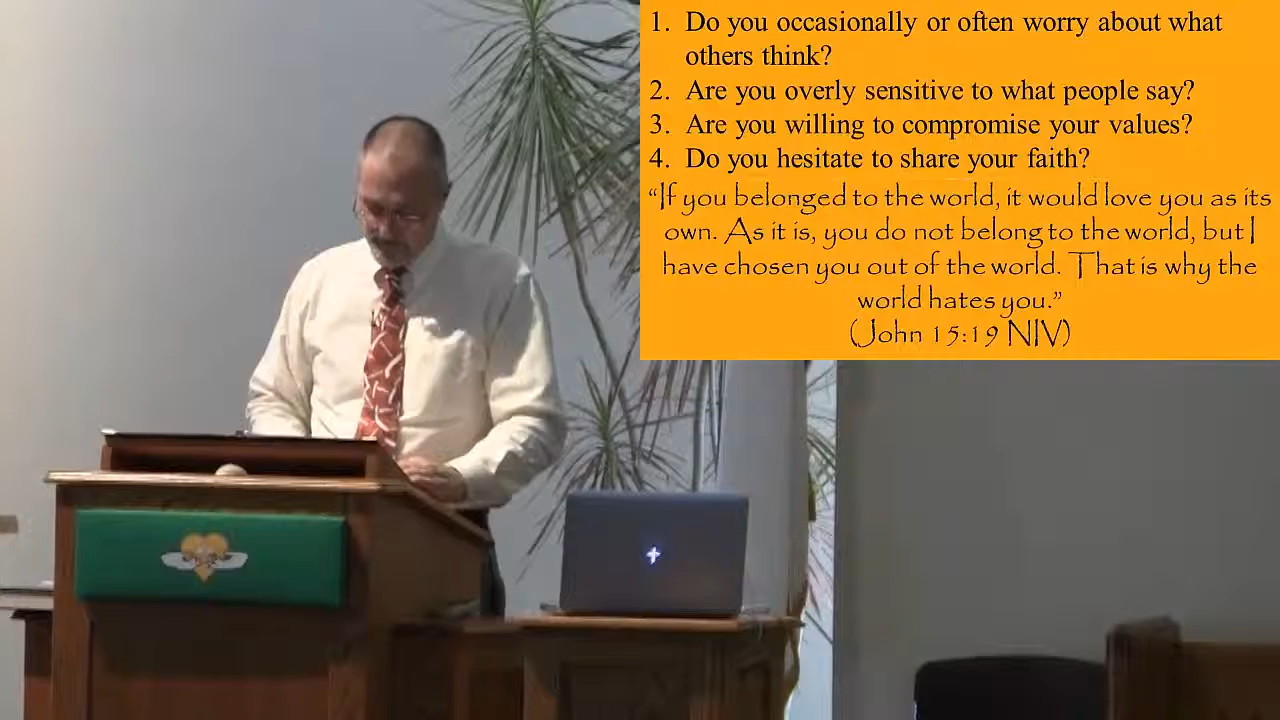 1. Do you occasionally or often worry about what
others think?
2. Are you overly sensitive to what people say?
3. Are you willing to compromise your values?
4. Do you hesitate to share your faith?
“If you belonged to the world, it would love you as its
own. As it is, you do not belong to the world, but I
have chosen you out of the world. That is why the
world hates you.”
(John 15:19 NIV)